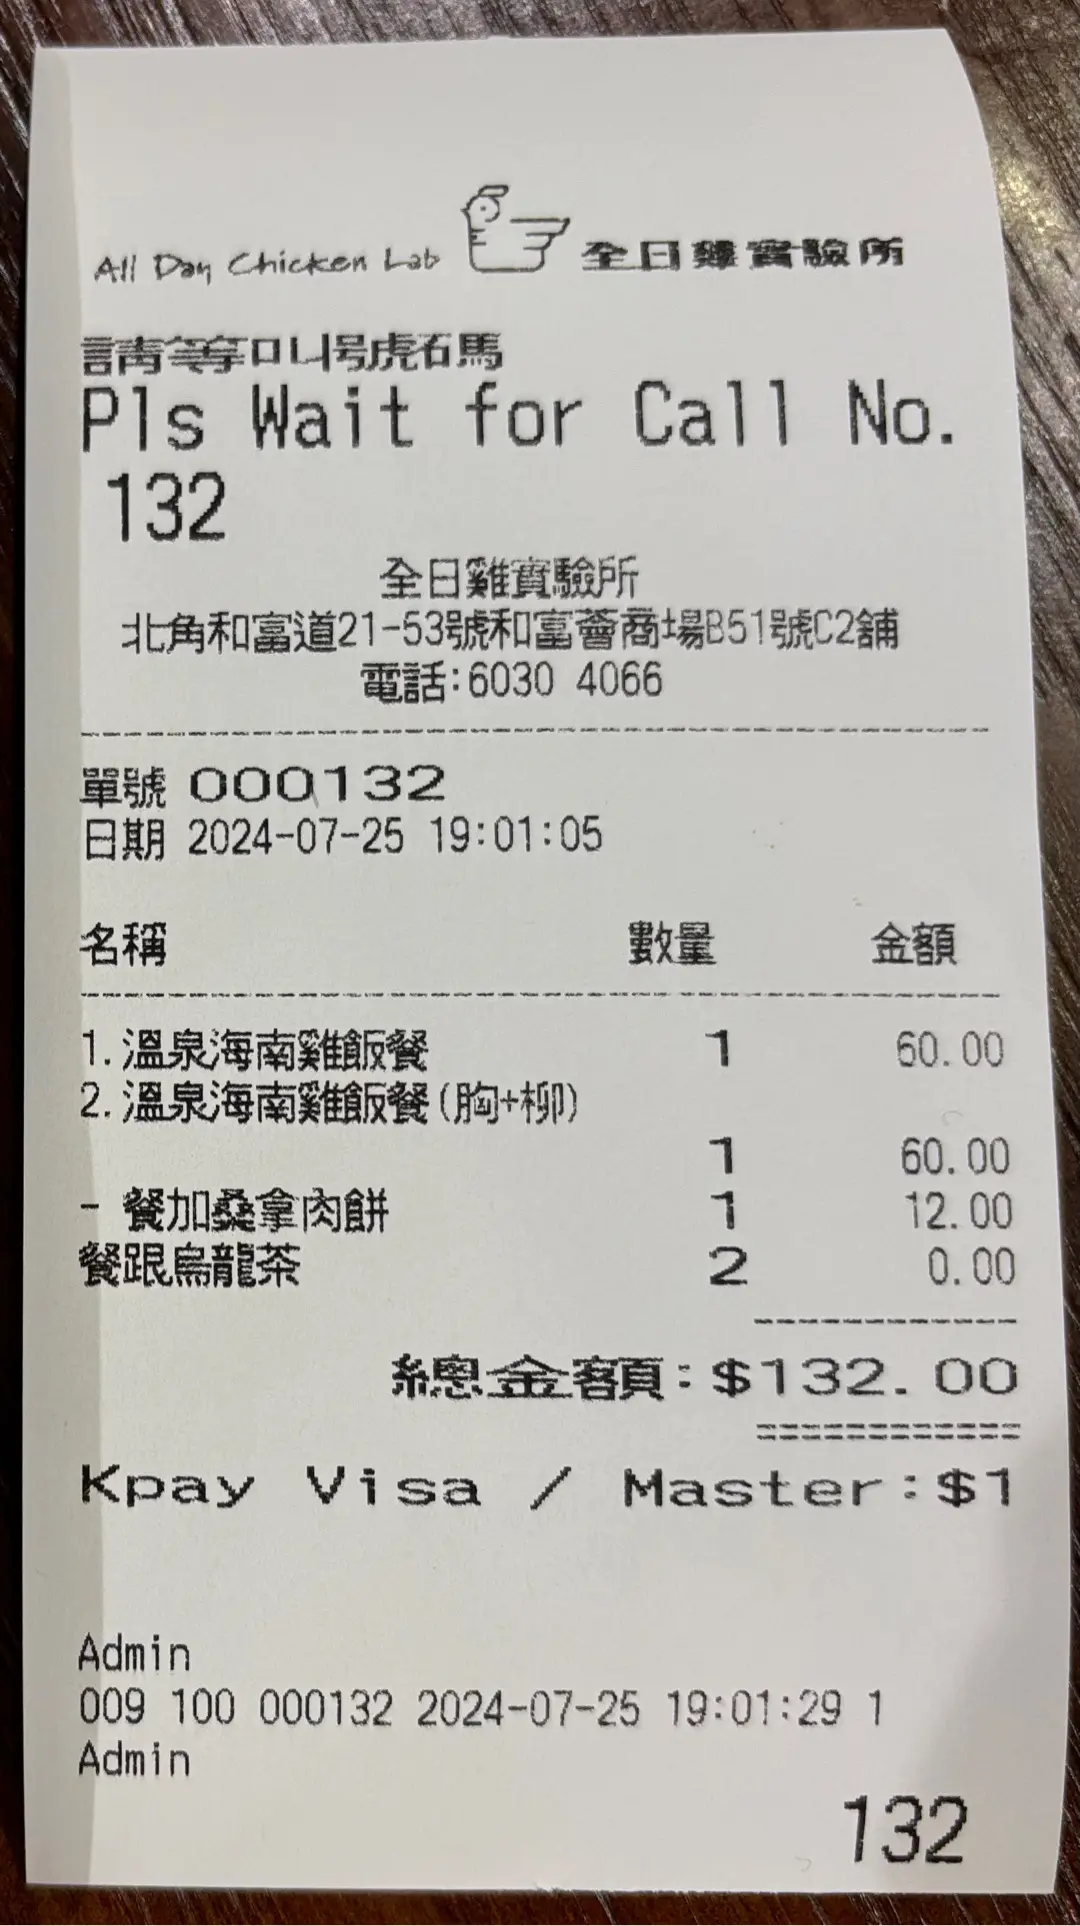 All Day Chicken Lab 全日雞實驗所
請等叫號號碼
Pls Wait for Call No.
132
全日雞實驗所
北角和富道21-53號和富薈商場B51號C2舖
電話:6030 4066
單號 000132
日期 2024-07-25 19:01:05
名稱 數量 金額
1.溫泉海南雞飯餐 1 60.00
2.溫泉海南雞飯餐(胸+柳)
1 60.00
- 餐加桑拿肉餅 1 12.00
餐跟烏龍茶 2 0.00
總金額:$132.00
Kpay Visa / Master:$1
Admin
009 100 000132 2024-07-25 19:01:29 1
Admin
132